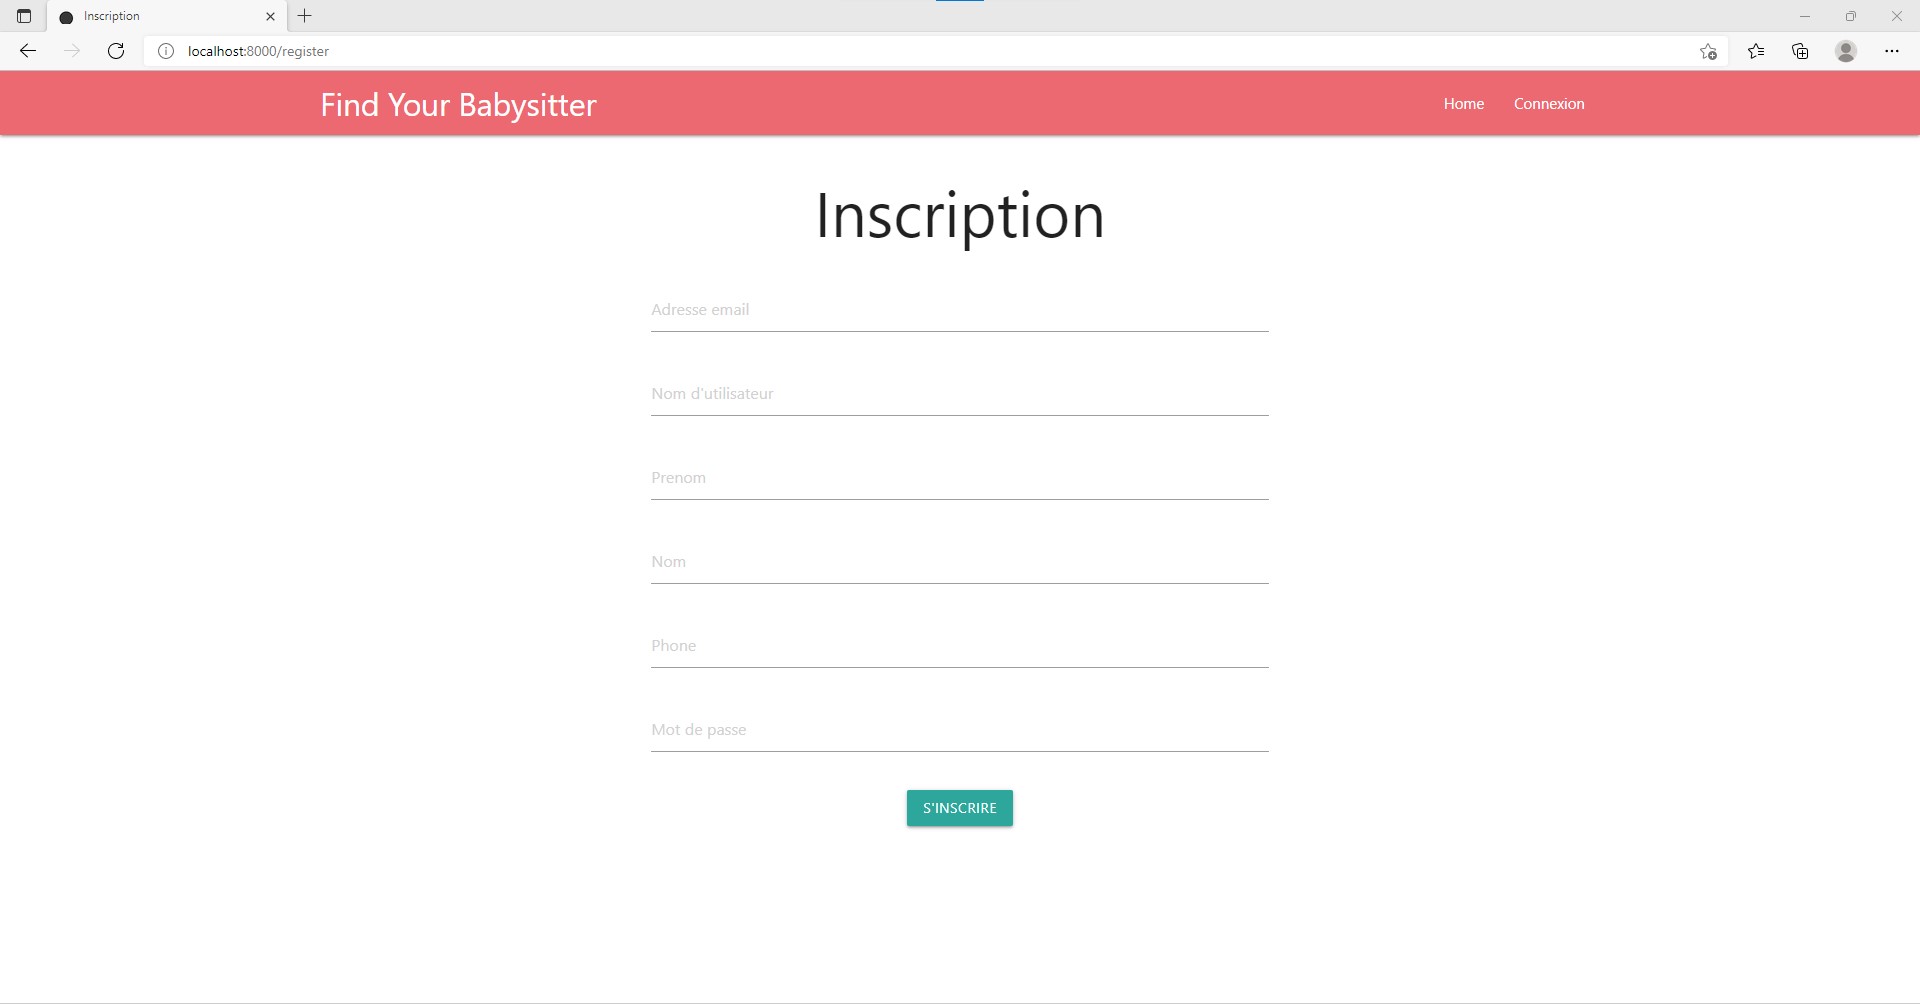 Inscription
localhost:8000/register
Find Your Babysitter
Home
Connexion
Inscription
Adresse email
Nom d'utilisateur
Prenom
Nom
Phone
Mot de passe
S'INSCRIRE